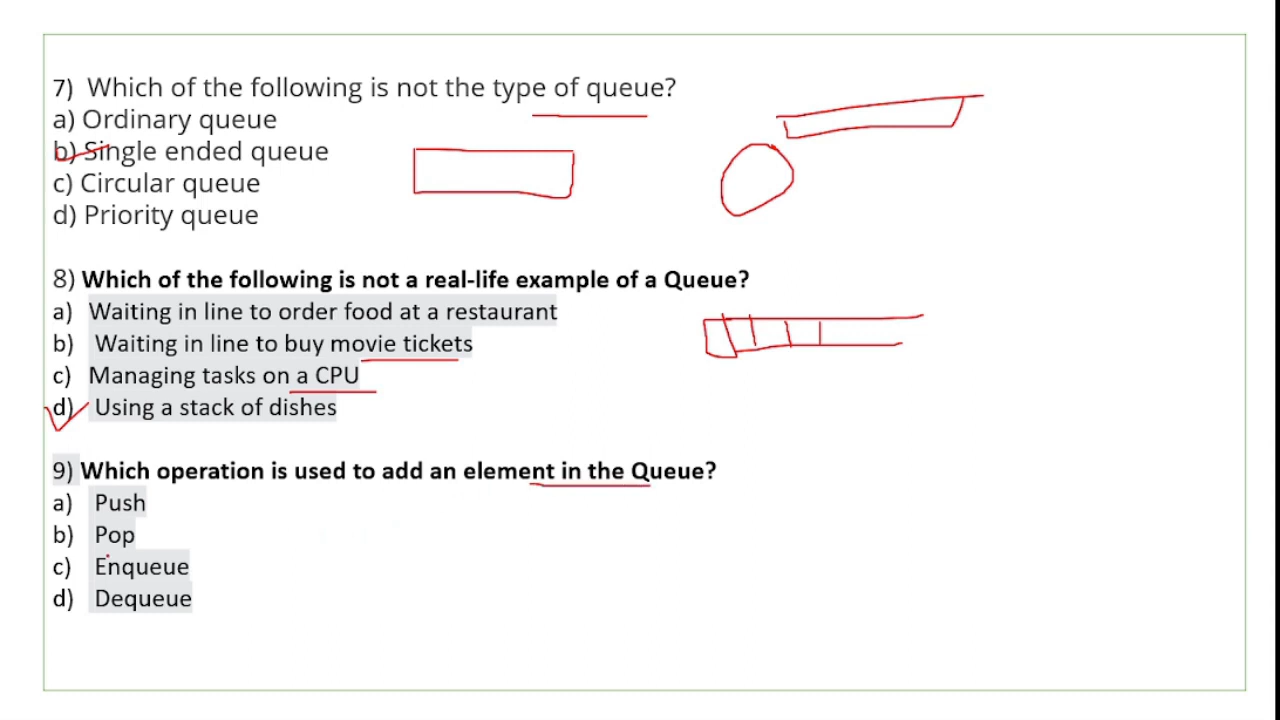 7) Which of the following is not the type of queue?
a) Ordinary queue
b) Single ended queue
c) Circular queue
d) Priority queue
8) Which of the following is not a real-life example of a Queue?
a) Waiting in line to order food at a restaurant
b) Waiting in line to buy movie tickets
c) Managing tasks on a CPU
d) Using a stack of dishes
9) Which operation is used to add an element in the Queue?
a) Push
b) Pop
c) Enqueue
d) Dequeue